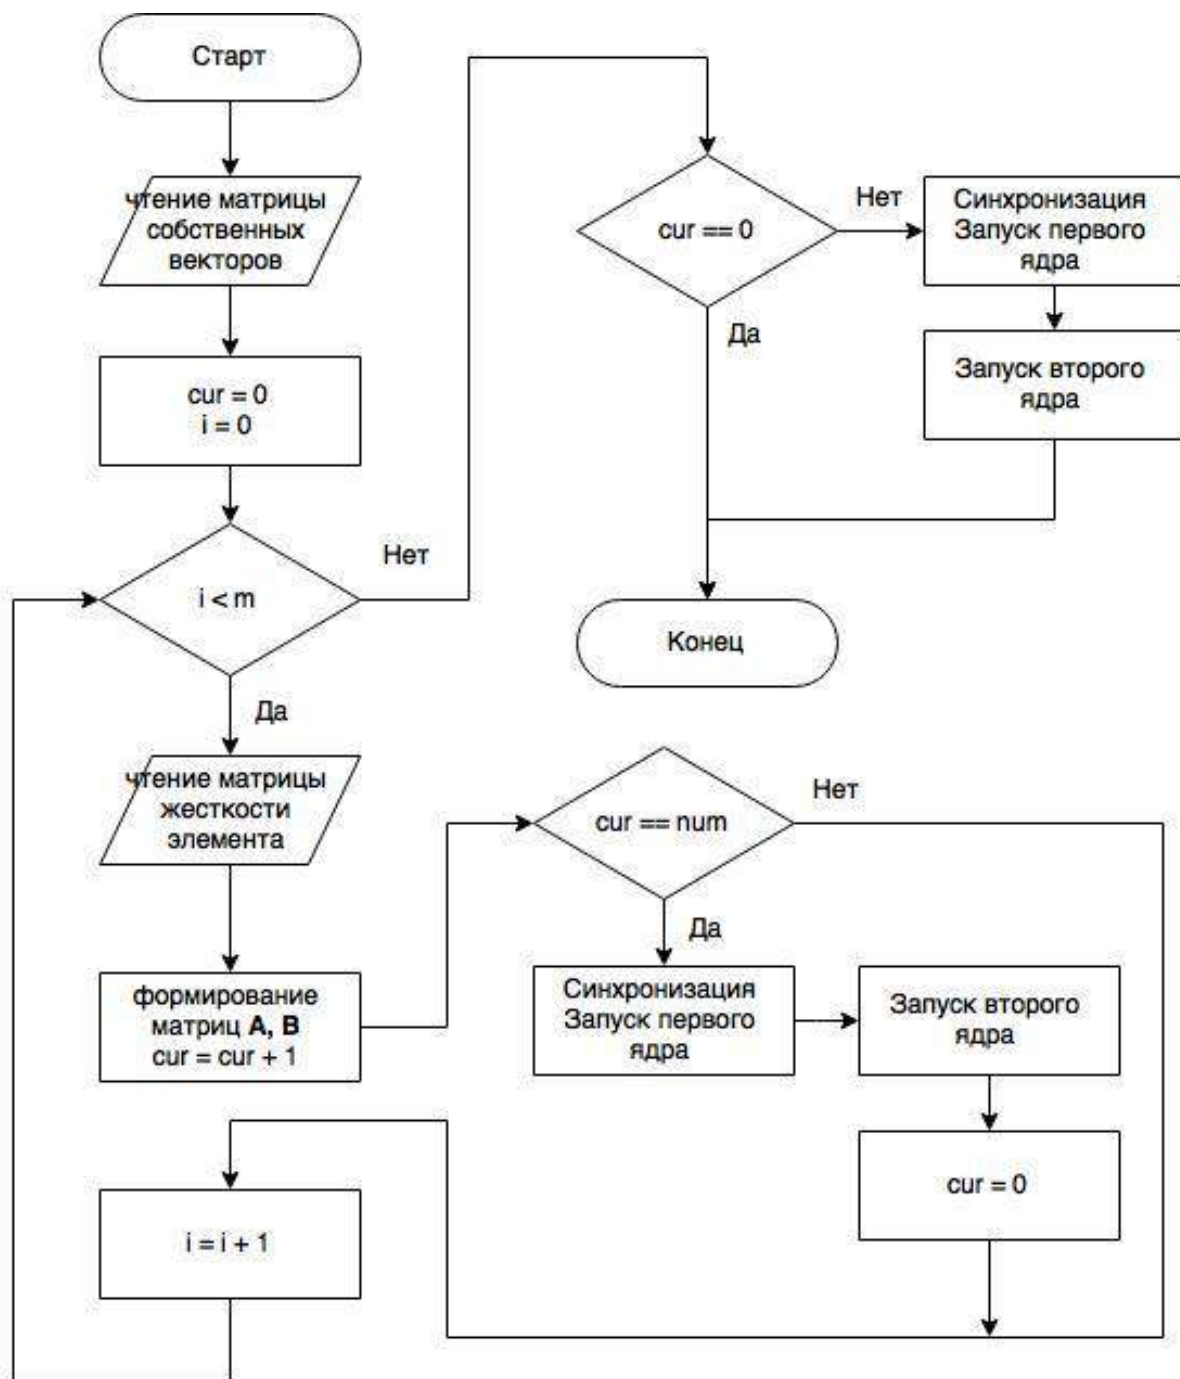 Старт
чтение матрицы
собственных
векторов
cur = 0
i = 0
i < m
Нет
Да
чтение матрицы
жесткости
элемента
формирование
матриц A, B
cur = cur + 1
cur == num
Нет
Да
Синхронизация
Запуск первого
ядра
Запуск второго
ядра
cur = 0
i = i + 1
cur == 0
Нет
Да
Синхронизация
Запуск первого
ядра
Запуск второго
ядра
Конец